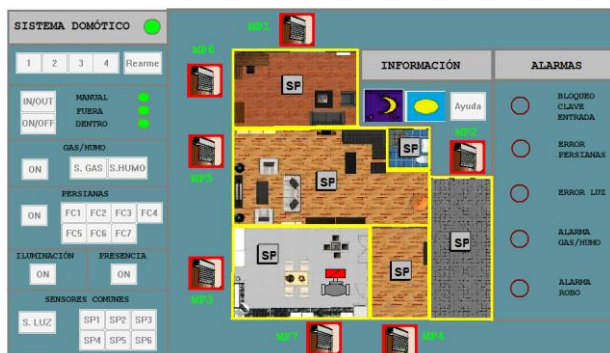 SISTEMA DOMÓTICO
1 2 3 4 Rearme
IN/OUT
ON/OFF
MANUAL
FUERA
DENTRO
GAS/HUMO
ON S. GAS S.HUMO
PERSIANAS
ON FC1 FC2 FC3 FC4
FC5 FC6 FC7
ILUMINACIÓN PRESENCIA
ON ON
SENSORES COMUNES
S. LUZ SP1 SP2 SP3
SP4 SP5 SP6
MP1
MP6
MP5
MP3
MP7
MP4
MP2
SP
SP
SP
SP
SP
SP
INFORMACIÓN
Ayuda
ALARMAS
BLOQUEO
CLAVE
ENTRADA
ERROR
PERSIANAS
ERROR LUZ
ALARMA
GAS/HUMO
ALARMA
ROBO